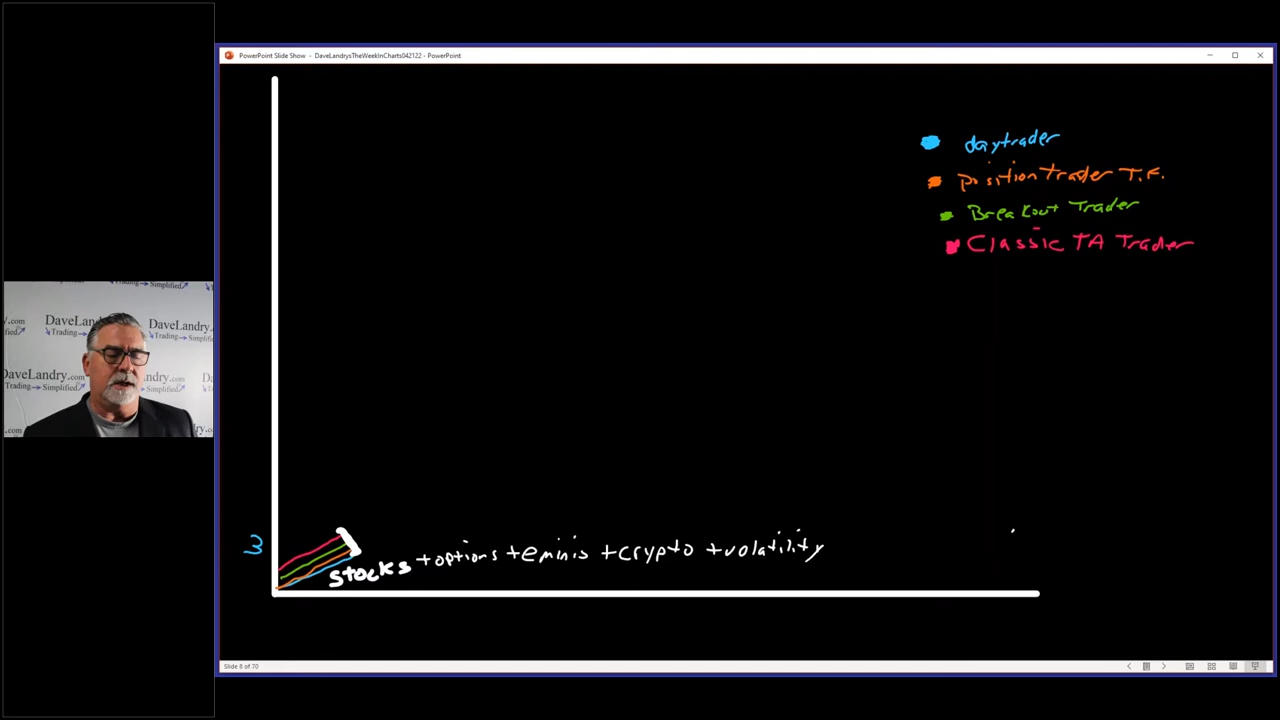 PowerPoint Slide Show - DaveLandrysTheWeekInCharts042122 - PowerPoint
daytrader
Position Trader T.F.
Breakout Trader
Classic TA Trader
3
stocks +options +eminis +crypto +volatility
DaveLandry.com
Trading Simplified
Slide 8 of 70